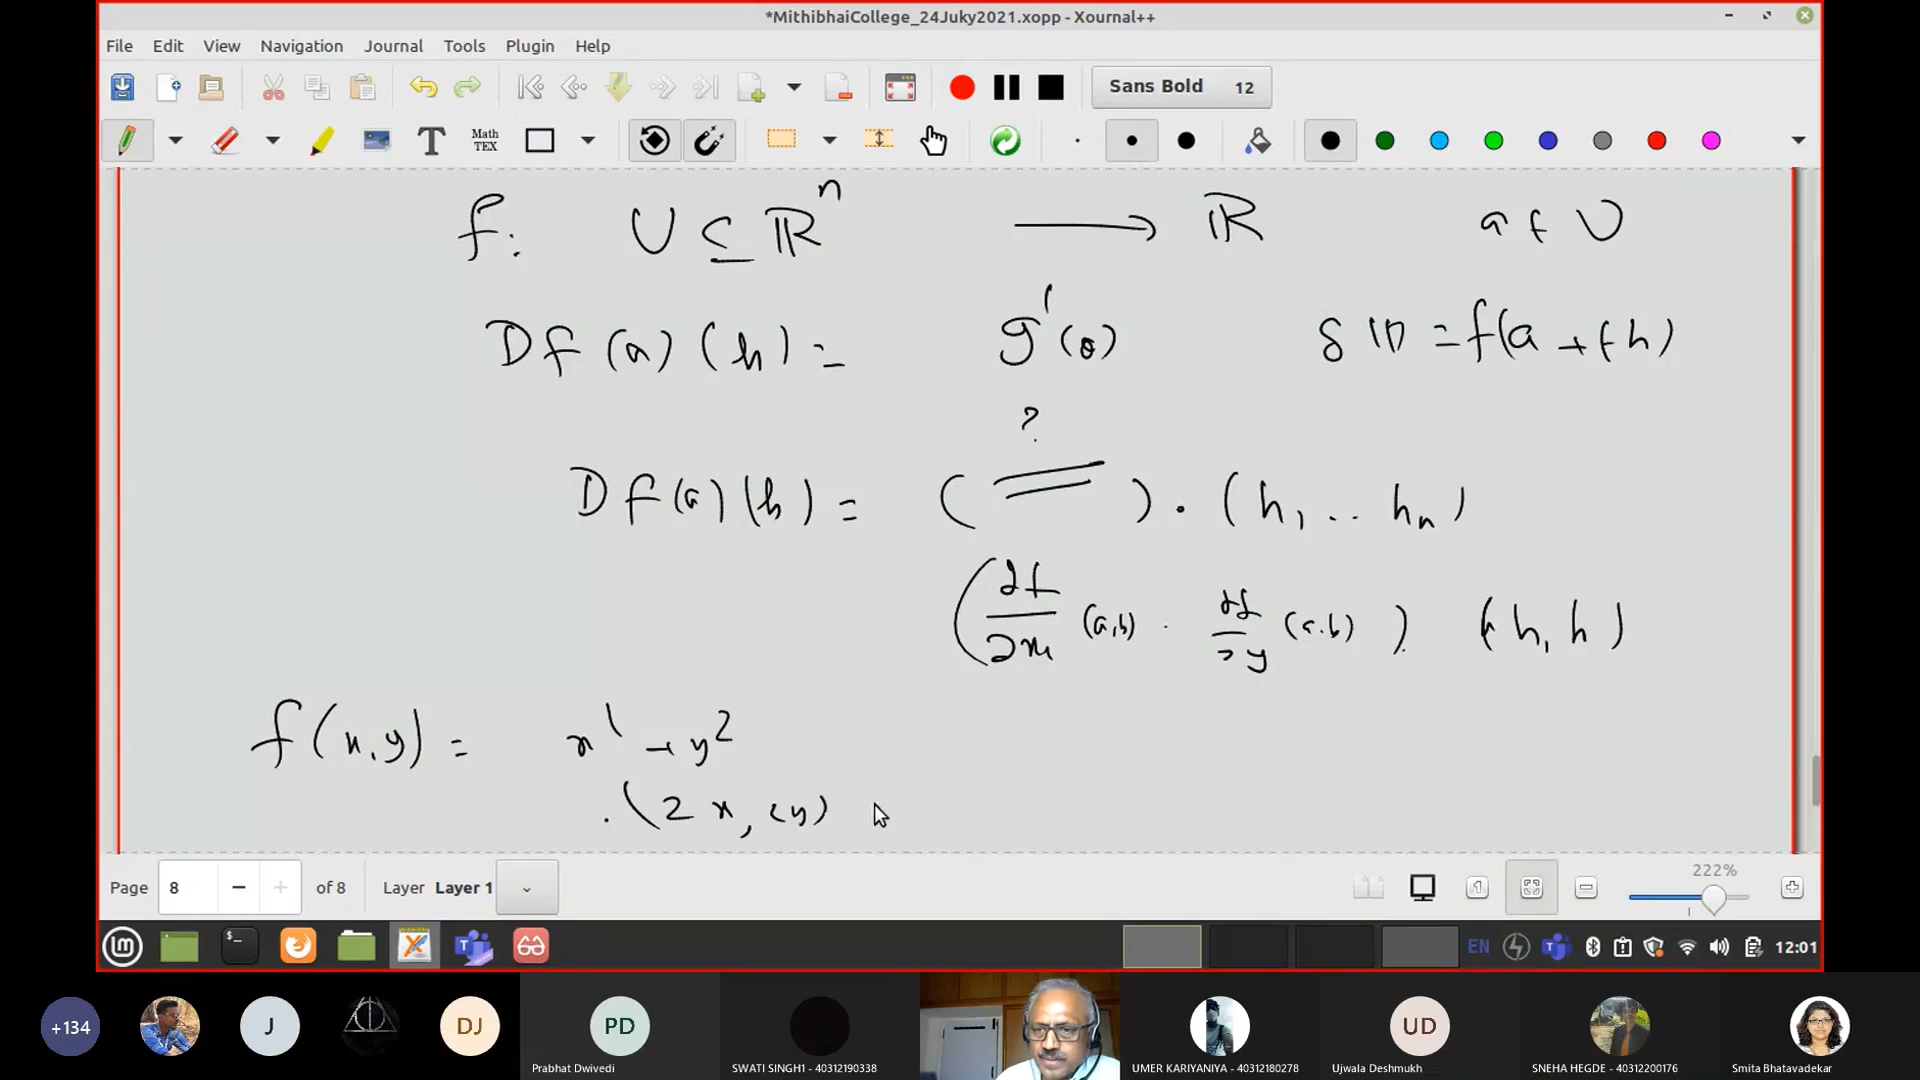 *MithibhaiCollege_24Juky2021.xopp - Xournal++
File Edit View Navigation Journal Tools Plugin Help
Sans Bold 12
T Math TEX
f: U ⊆ ℝⁿ ⟶ ℝ a ∈ U
Df(a)(h) = g'(0) g(t) = f(a + th)
?
Df(a)(h) = ( ) . (h₁ .. hₙ)
(∂f/∂x (a,b) . ∂f/∂y (a.b) ) (h, h)
f(x,y) = x² + y²
. (2x, 2y)
Page 8 of 8 Layer Layer 1 222%
EN 12:01
+134 J DJ PD UD
Prabhat Dwivedi SWATI SINGH1 - 40312190338 UMER KARIYANIYA - 40312180278 Ujwala Deshmukh SNEHA HEGDE - 40312200176 Smita Bhatavadekar